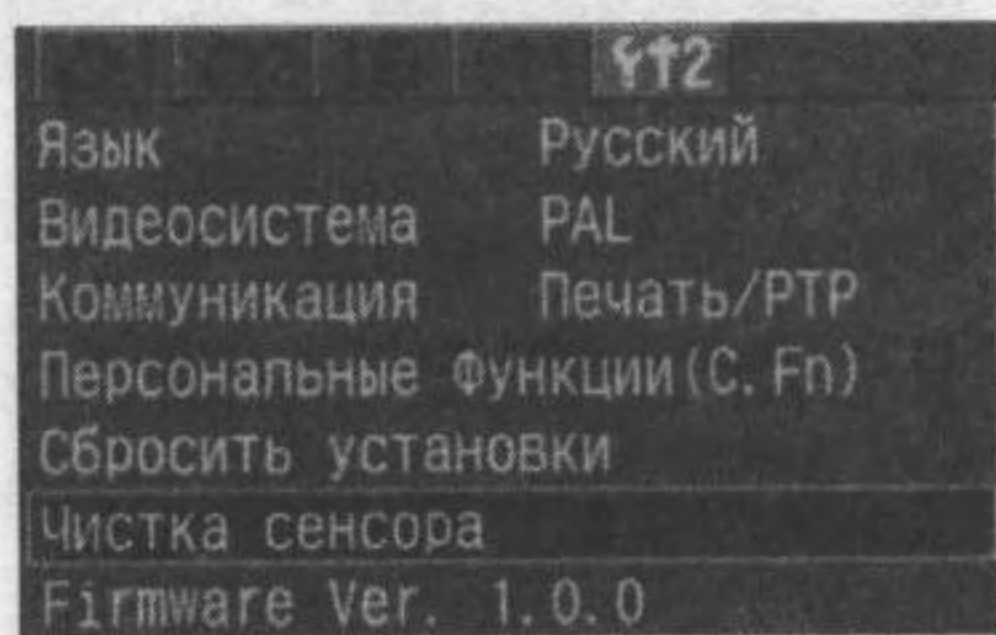 2
Язык Русский
Видеосистема PAL
Коммуникация Печать/PTP
Персональные Функции(C.Fn)
Сбросить установки
Чистка сенсора
Firmware Ver. 1.0.0